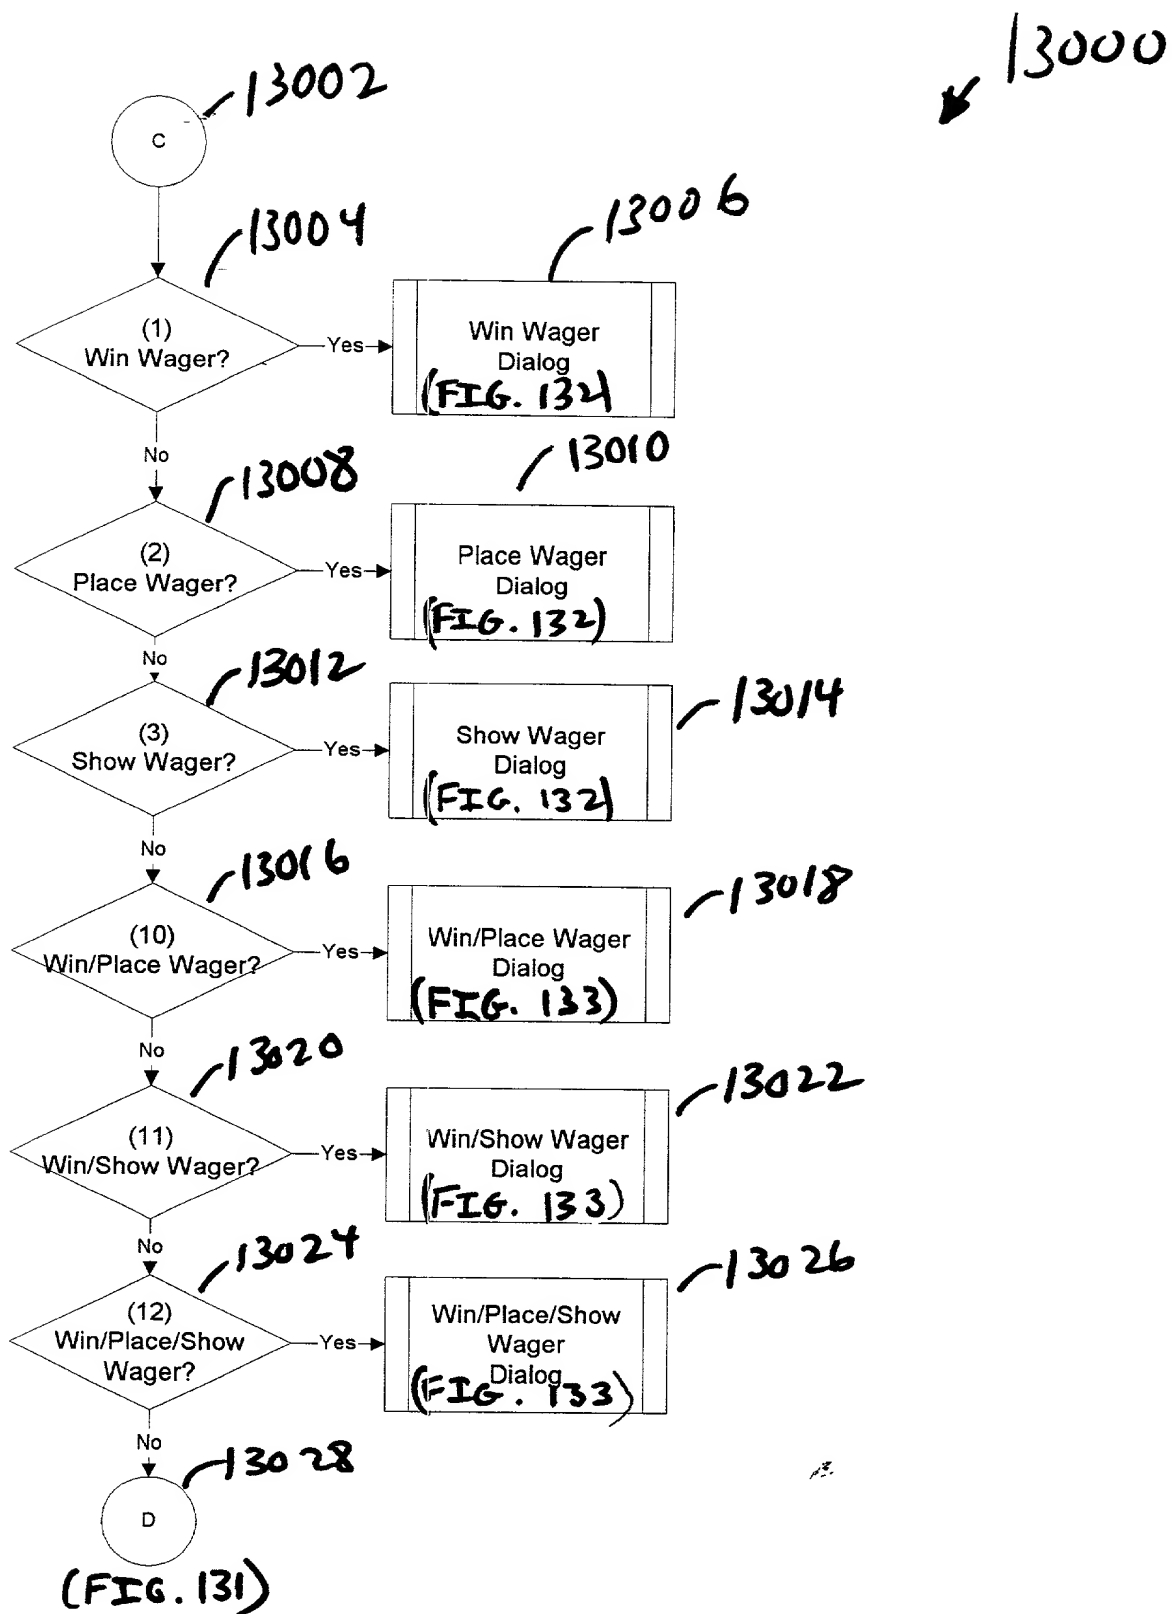 13000
13002
C
13004
(1)
Win Wager?
Yes
13006
Win Wager
Dialog
(FIG. 132)
No
13008
(2)
Place Wager?
Yes
13010
Place Wager
Dialog
(FIG. 132)
No
13012
(3)
Show Wager?
Yes
13014
Show Wager
Dialog
(FIG. 132)
No
13016
(10)
Win/Place Wager?
Yes
13018
Win/Place Wager
Dialog
(FIG. 133)
No
13020
(11)
Win/Show Wager?
Yes
13022
Win/Show Wager
Dialog
(FIG. 133)
No
13024
(12)
Win/Place/Show
Wager?
Yes
13026
Win/Place/Show
Wager
Dialog
(FIG. 133)
No
13028
D
(FIG. 131)